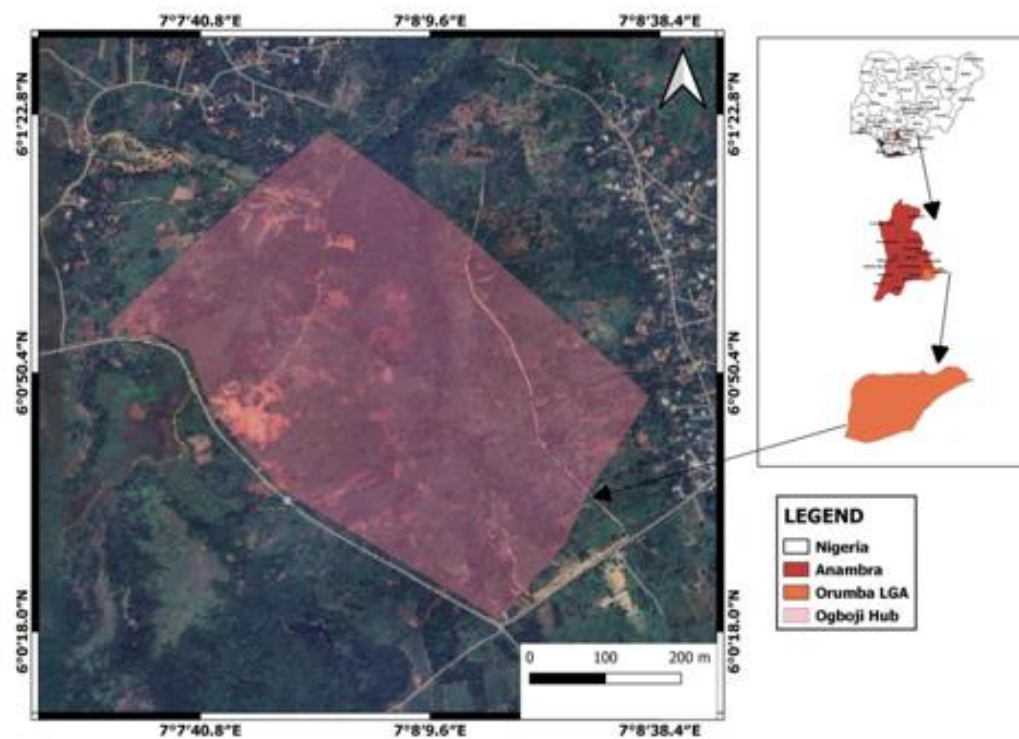 7°7'40.8"E 7°8'9.6"E 7°8'38.4"E
6°1'22.8"N 6°1'22.8"N
6°0'50.4"N 6°0'50.4"N
6°0'18.0"N 6°0'18.0"N
0 100 200 m
7°7'40.8"E 7°8'9.6"E 7°8'38.4"E
LEGEND
Nigeria
Anambra
Orumba LGA
Ogboji Hub